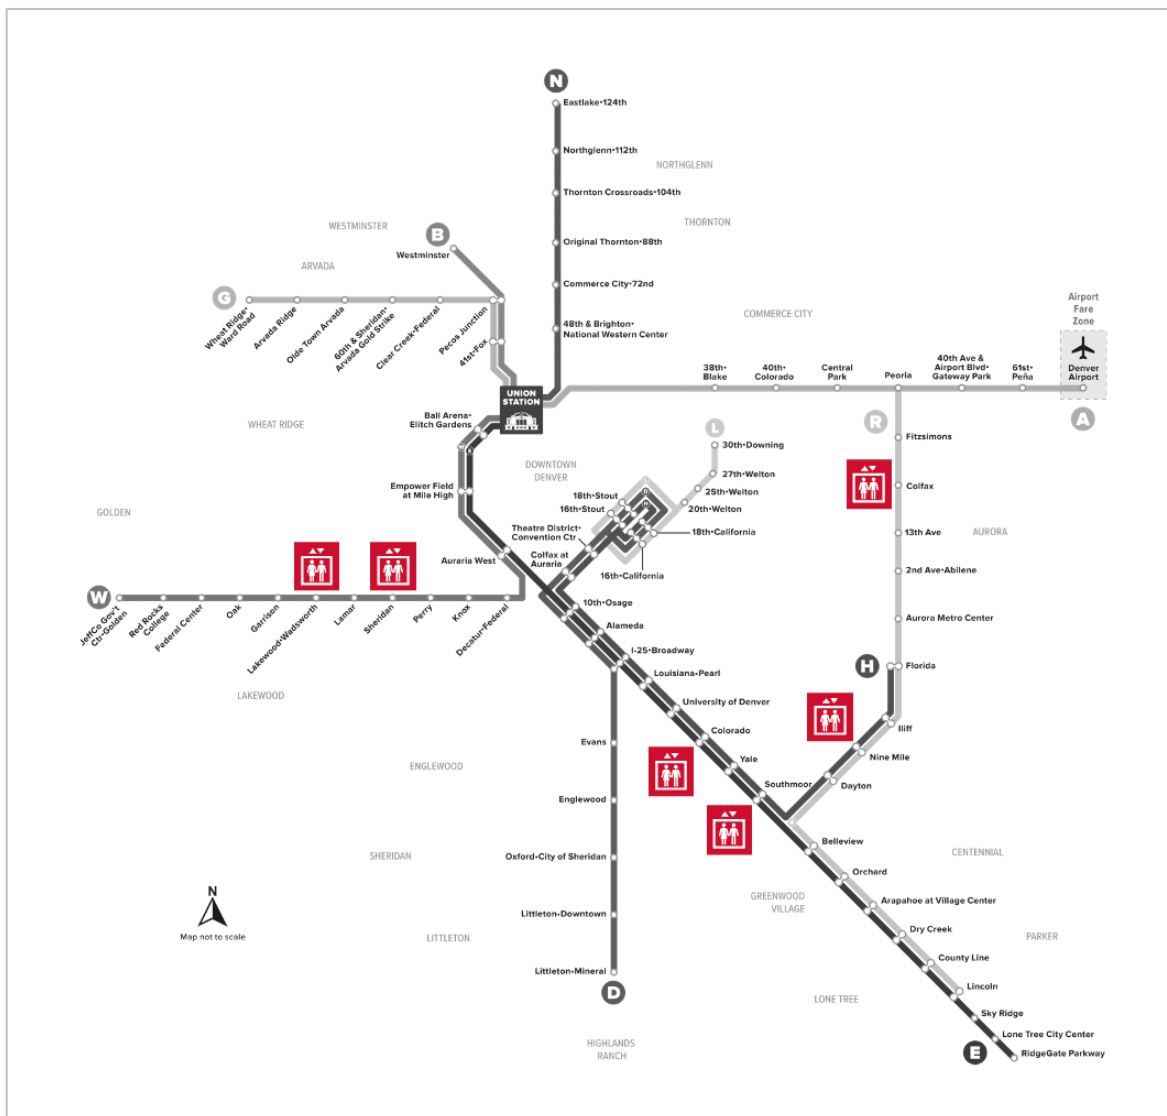 N
Eastlake•124th
Northglenn•112th
NORTHGLENN
Thornton Crossroads•104th
THORNTON
WESTMINSTER
B
Original Thornton•88th
Westminster
ARVADA
Commerce City•72nd
G
Airport
Fare
Zone
Wheat Ridge•
Ward Road
Arvada Ridge
Olde Town Arvada
60th & Sheridan•
Arvada Gold Strike
Clear Creek•Federal
Pecos Junction
41st•Fox
48th & Brighton•
National Western Center
COMMERCE CITY
38th•
Blake
40th•
Colorado
Central
Park
Peoria
40th Ave &
Airport Blvd•
Gateway Park
61st•
Peña
Denver
Airport
A
UNION
STATION
Ball Arena•
Elitch Gardens
WHEAT RIDGE
L
R
30th•Downing
Fitzsimons
DOWNTOWN
DENVER
27th•Welton
25th•Welton
20th•Welton
Colfax
Empower Field
at Mile High
18th•Stout
16th•Stout
GOLDEN
Theatre District•
Convention Ctr
18th•California
13th Ave
AURORA
Auraria West
Colfax at
Auraria
16th•California
2nd Ave•Abilene
W
JeffCo Gov't
Ctr•Golden
Red Rocks
College
Federal Center
Oak
Garrison
Lakewood•Wadsworth
Lamar
Sheridan
Perry
Knox
Decatur•Federal
10th•Osage
Aurora Metro Center
Alameda
I-25•Broadway
H
Florida
Louisiana•Pearl
LAKEWOOD
University of Denver
Iliff
Colorado
Evans
Nine Mile
Yale
ENGLEWOOD
Southmoor
Dayton
Englewood
Belleview
SHERIDAN
Oxford•City of Sheridan
CENTENNIAL
Orchard
GREENWOOD
VILLAGE
Arapahoe at Village Center
N
Map not to scale
Littleton•Downtown
Dry Creek
LITTLETON
PARKER
County Line
Littleton•Mineral
Lincoln
D
LONE TREE
Sky Ridge
Lone Tree City Center
HIGHLANDS
RANCH
E
RidgeGate Parkway